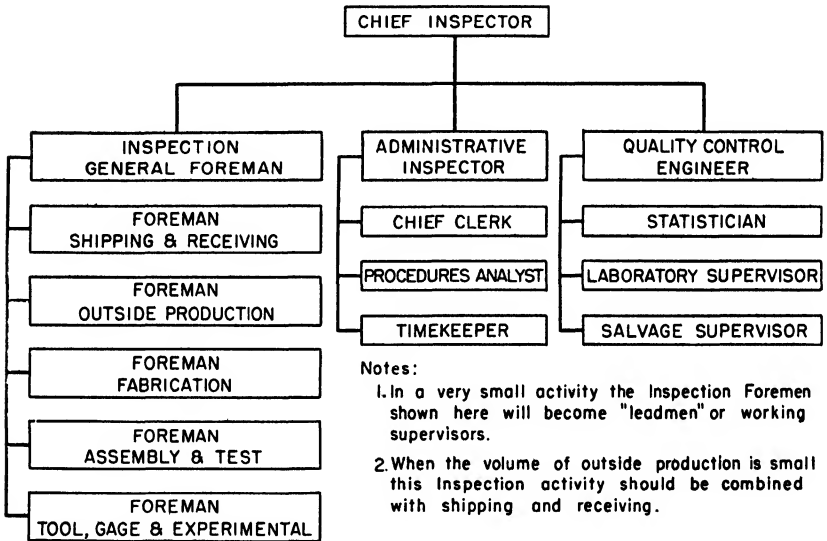 CHIEF INSPECTOR
INSPECTION
GENERAL FOREMAN
FOREMAN
SHIPPING & RECEIVING
FOREMAN
OUTSIDE PRODUCTION
FOREMAN
FABRICATION
FOREMAN
ASSEMBLY & TEST
FOREMAN
TOOL, GAGE & EXPERIMENTAL
ADMINISTRATIVE
INSPECTOR
CHIEF CLERK
PROCEDURES ANALYST
TIMEKEEPER
QUALITY CONTROL
ENGINEER
STATISTICIAN
LABORATORY SUPERVISOR
SALVAGE SUPERVISOR
Notes:
1. In a very small activity the Inspection Foremen
shown here will become "leadmen" or working
supervisors.
2. When the volume of outside production is small
this Inspection activity should be combined
with shipping and receiving.